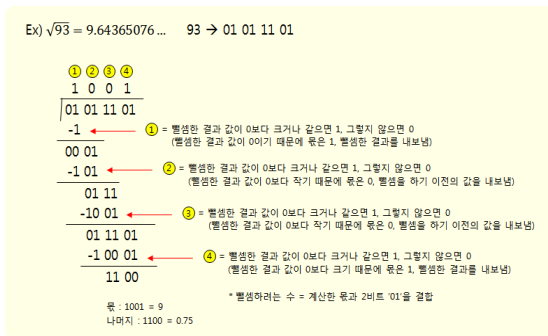 Ex) √93 = 9.64365076 ... 93 → 01 01 11 01
① ② ③ ④
1 0 0 1
01 01 11 01
-1
① = 뺄셈한 결과 값이 0보다 크거나 같으면 1, 그렇지 않으면 0
(뺄셈한 결과 값이 0이기 때문에 몫은 1, 뺄셈한 결과를 내보냄)
00 01
-1 01
② = 뺄셈한 결과 값이 0보다 크거나 같으면 1, 그렇지 않으면 0
(뺄셈한 결과 값이 0보다 작기 때문에 몫은 0, 뺄셈을 하기 이전의 값을 내보냄)
01 11
-10 01
③ = 뺄셈한 결과 값이 0보다 크거나 같으면 1, 그렇지 않으면 0
(뺄셈한 결과 값이 0보다 작기 때문에 몫은 0, 뺄셈을 하기 이전의 값을 내보냄)
01 11 01
-1 00 01
④ = 뺄셈한 결과 값이 0보다 크거나 같으면 1, 그렇지 않으면 0
(뺄셈한 결과 값이 0보다 크기 때문에 몫은 1, 뺄셈한 결과를 내보냄)
11 00
* 뺄셈하려는 수 = 계산한 몫과 2비트 '01'을 결합
몫 : 1001 = 9
나머지 : 1100 = 0.75